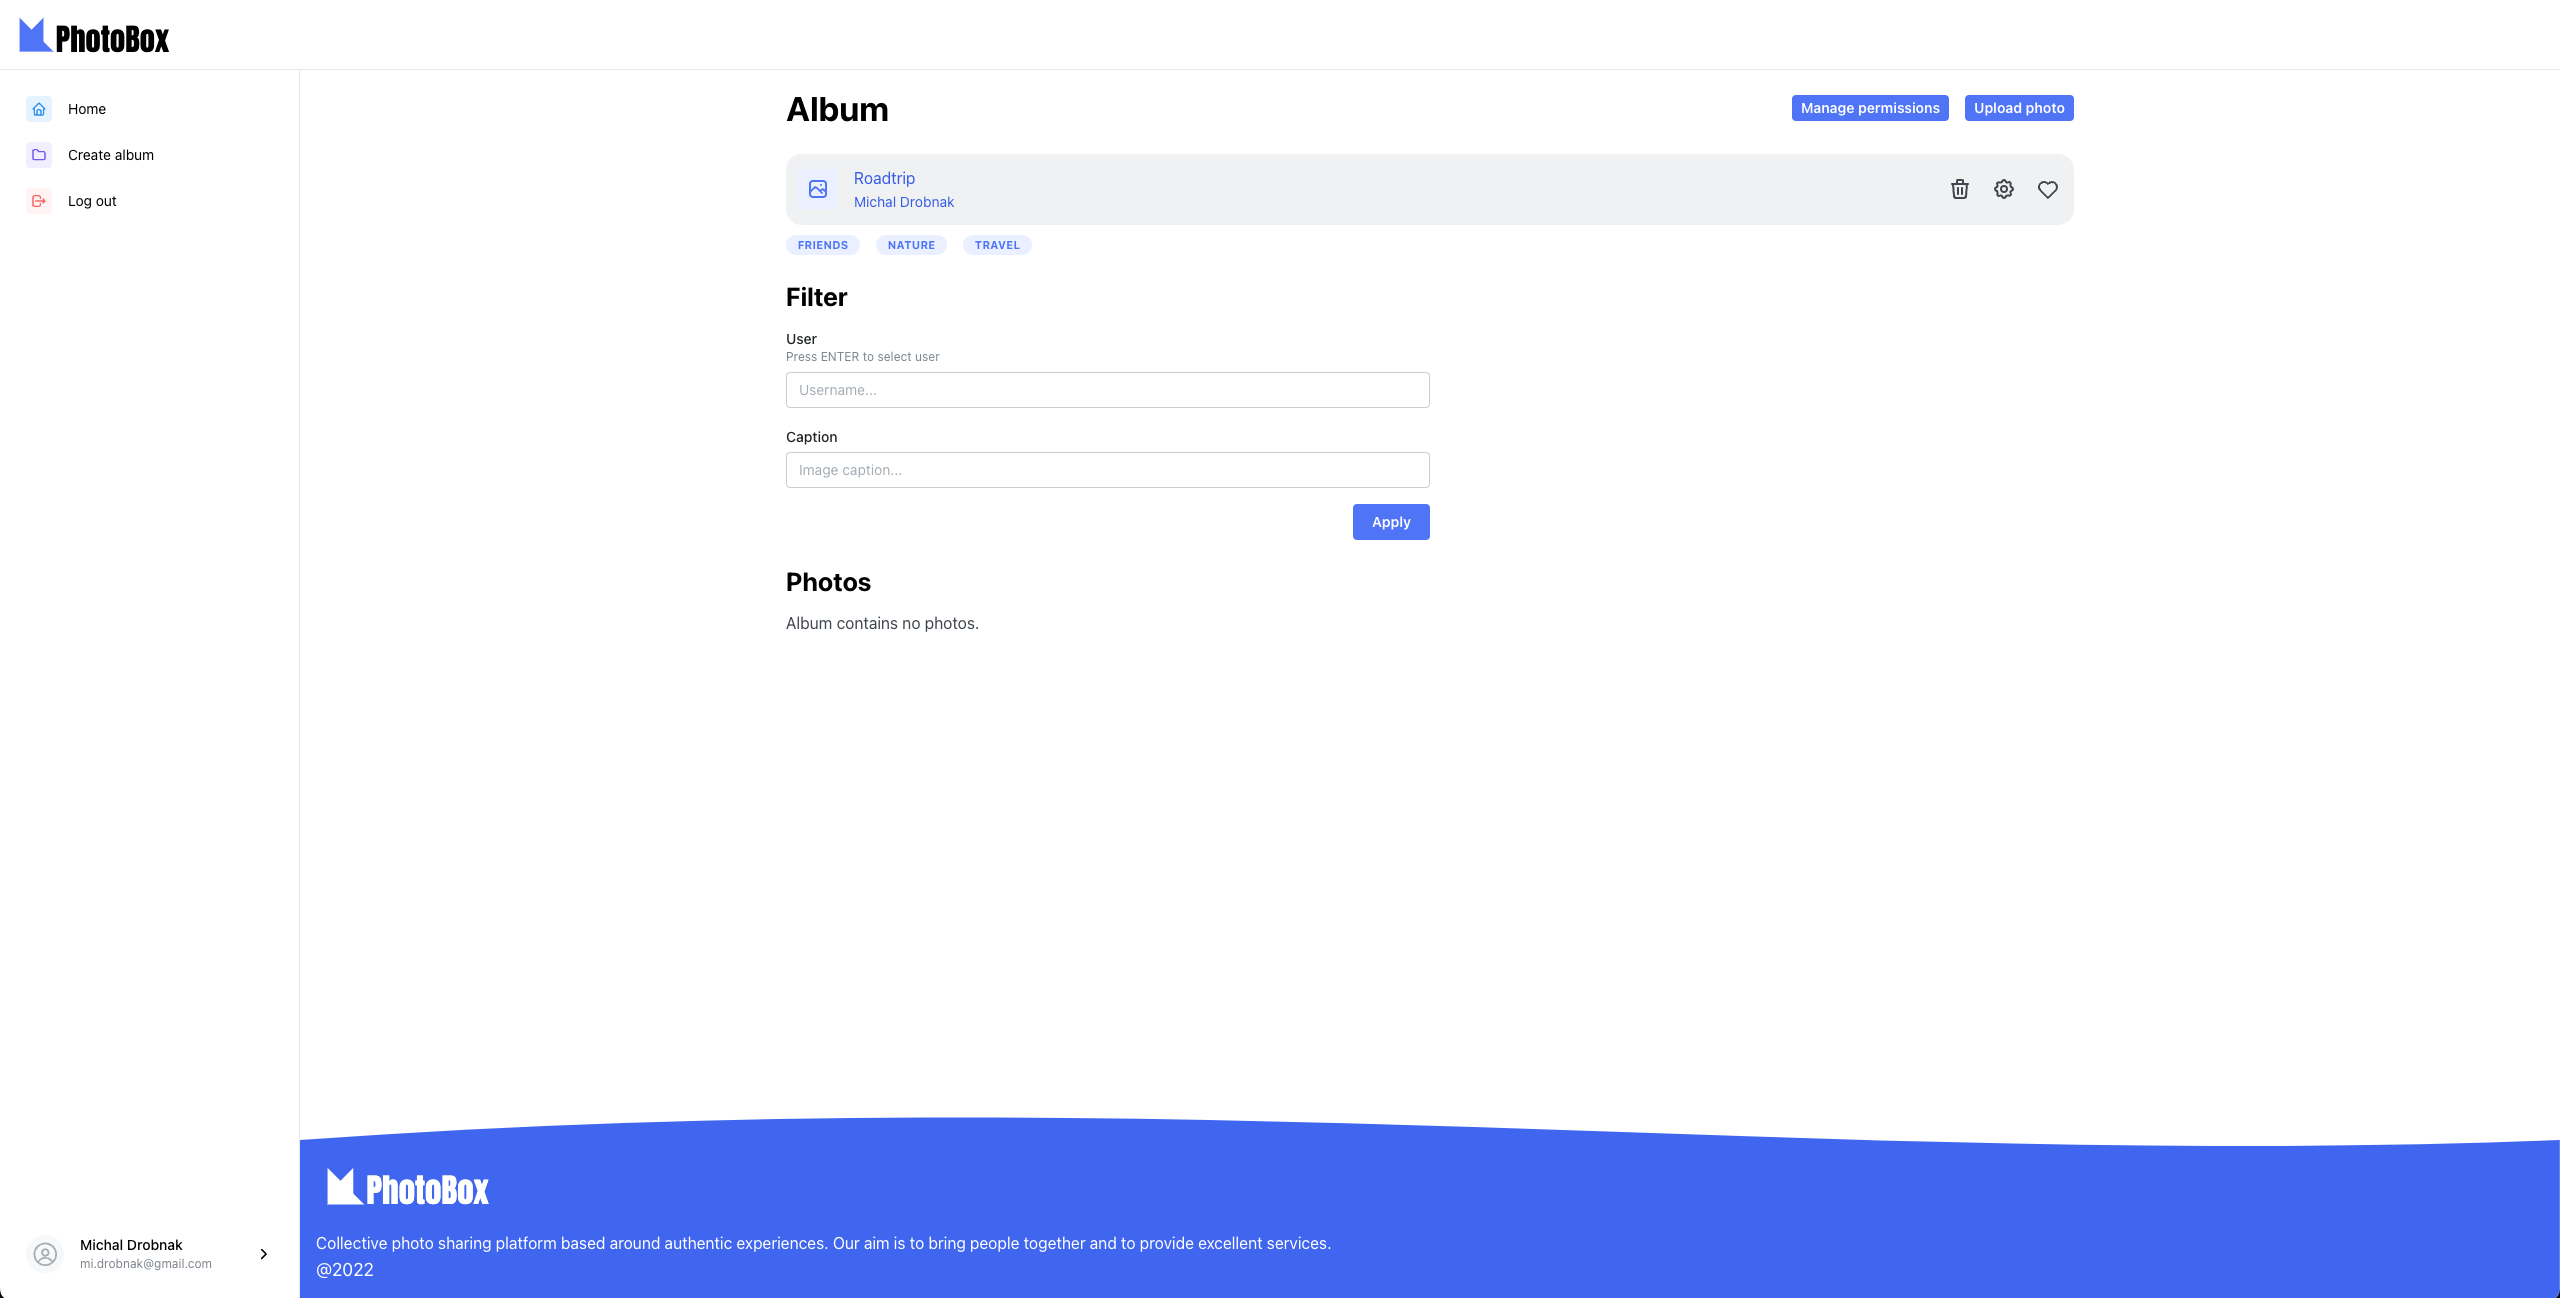 PhotoBox
Home
Create album
Log out
Album
Manage permissions
Upload photo
Roadtrip
Michal Drobnak
FRIENDS
NATURE
TRAVEL
Filter
User
Press ENTER to select user
Username...
Caption
Image caption...
Apply
Photos
Album contains no photos.
Michal Drobnak
mi.drobnak@gmail.com
PhotoBox
Collective photo sharing platform based around authentic experiences. Our aim is to bring people together and to provide excellent services.
@2022